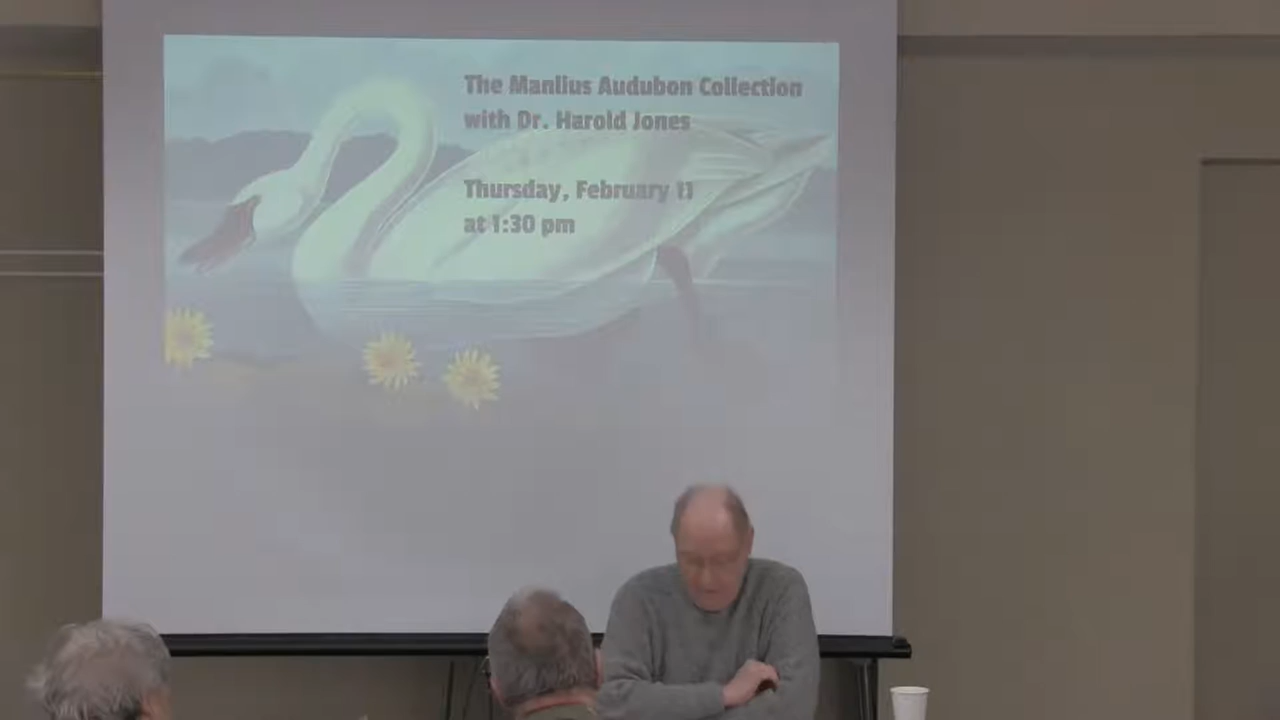 The Manlius Audubon Collection
with Dr. Harold Jones
Thursday, February 11
at 1:30 pm